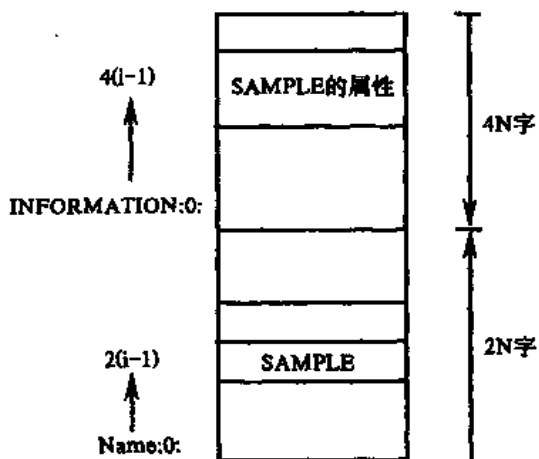 4(i-1)
SAMPLE的属性
4N字
INFORMATION:0:
2N字
2(i-1)
SAMPLE
Name:0: